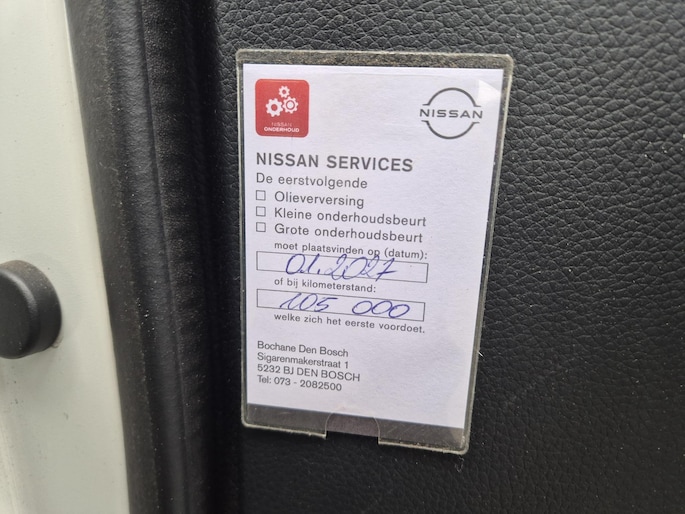 NISSAN
ONDERHOUD
NISSAN
NISSAN SERVICES
De eerstvolgende
Olieverversing
Kleine onderhoudsbeurt
Grote onderhoudsbeurt
moet plaatsvinden op (datum):
01.2027
of bij kilometerstand:
105 000
welke zich het eerste voordoet.
Bochane Den Bosch
Sigarenmakerstraat 1
5232 BJ DEN BOSCH
Tel: 073 - 2082500